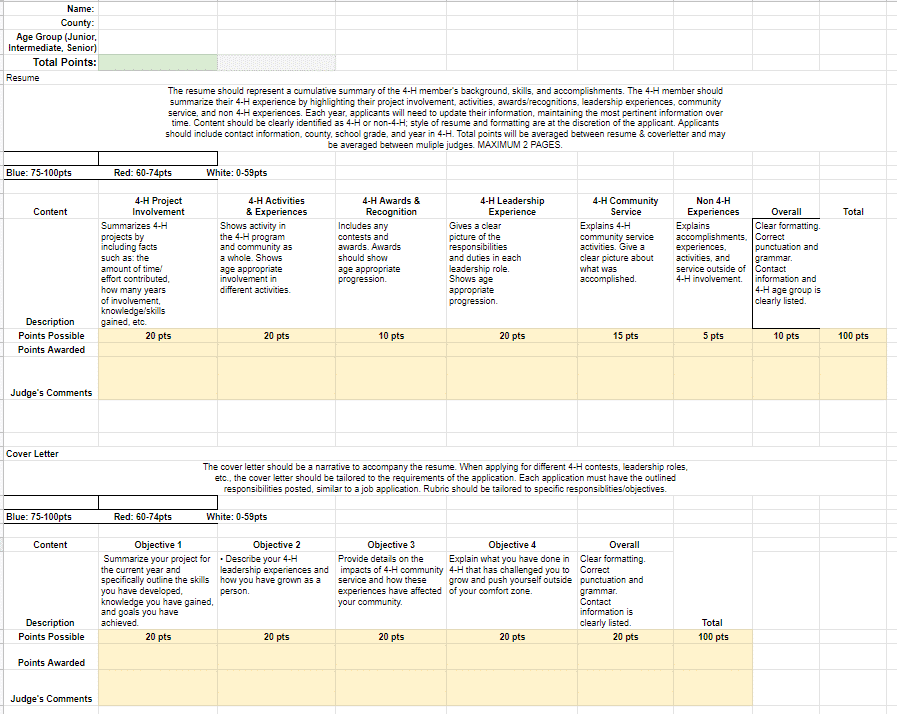 Name:
County:
Age Group (Junior,
Intermediate, Senior)
Total Points:
Resume
The resume should represent a cumulative summary of the 4-H member's background, skills, and accomplishments. The 4-H member should
summarize their 4-H experience by highlighting their project involvement, activities, awards/recognitions, leadership experiences, community
service, and non 4-H experiences. Each year, applicants will need to update their information, maintaining the most pertinent information over
time. Content should be clearly identified as 4-H or non-4-H; style of resume and formatting are at the discretion of the applicant. Applicants
should include contact information, county, school grade, and year in 4-H. Total points will be averaged between resume & coverletter and may
be averaged between muliple judges. MAXIMUM 2 PAGES.
Blue: 75-100pts Red: 60-74pts White: 0-59pts
Content
4-H Project
Involvement
4-H Activities
& Experiences
4-H Awards &
Recognition
4-H Leadership
Experience
4-H Community
Service
Non 4-H
Experiences
Overall
Total
Description
Summarizes 4-H
projects by
including facts
such as: the
amount of time/
effort contributed,
how many years
of involvement,
knowledge/skills
gained, etc.
Shows activity in
the 4-H program
and community as
a whole. Shows
age appropriate
involvement in
different activities.
Includes any
contests and
awards. Awards
should show
age appropriate
progression.
Gives a clear
picture of the
responsibilities
and duties in each
leadership role.
Shows age
appropriate
progression.
Explains 4-H
community service
activities. Give a
clear picture about
what was
accomplished.
Explains
accomplishments,
experiences,
activities, and
service outside of
4-H involvement.
Clear formatting.
Correct
punctuation and
grammar.
Contact
information and
4-H age group is
clearly listed.
Points Possible 20 pts 20 pts 10 pts 20 pts 15 pts 5 pts 10 pts 100 pts
Points Awarded
Judge's Comments
Cover Letter
The cover letter should be a narrative to accompany the resume. When applying for different 4-H contests, leadership roles,
etc., the cover letter should be tailored to the requirements of the application. Each application must have the outlined
responsibilities posted, similar to a job application. Rubric should be tailored to specific responsiblities/objectives.
Blue: 75-100pts Red: 60-74pts White: 0-59pts
Content Objective 1 Objective 2 Objective 3 Objective 4 Overall
Description
Summarize your project for
the current year and
specifically outline the skills
you have developed,
knowledge you have gained,
and goals you have
achieved.
• Describe your 4-H
leadership experiences and
how you have grown as a
person.
Provide details on the
impacts of 4-H community
service and how these
experiences have affected
your community.
Explain what you have done in
4-H that has challenged you to
grow and push yourself outside
of your comfort zone.
Clear formatting.
Correct
punctuation and
grammar.
Contact
information is
clearly listed.
Total
Points Possible 20 pts 20 pts 20 pts 20 pts 20 pts 100 pts
Points Awarded
Judge's Comments